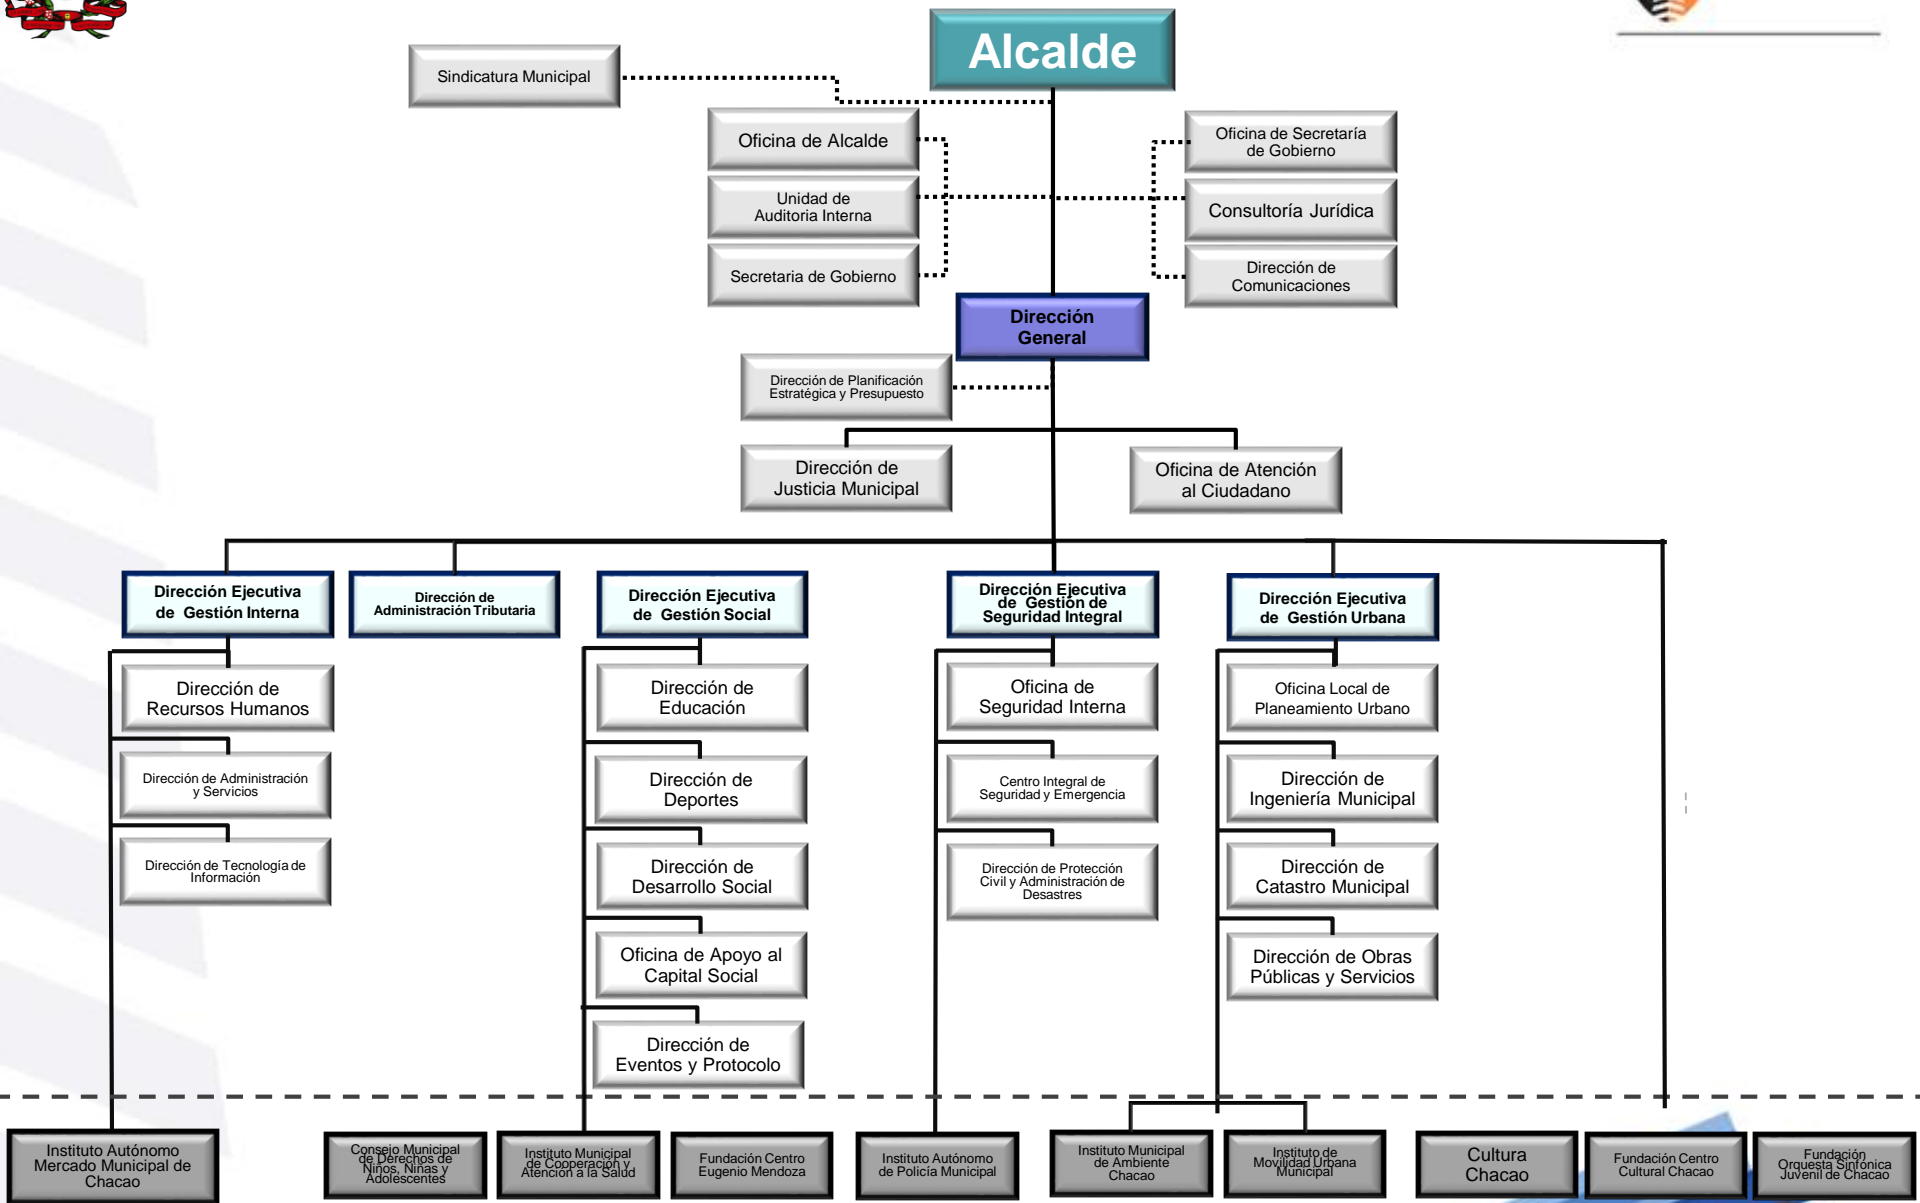 Alcalde
Sindicatura Municipal
Oficina de Alcalde
Oficina de Secretaría
de Gobierno
Unidad de
Auditoria Interna
Consultoría Jurídica
Secretaria de Gobierno
Dirección de
Comunicaciones
Dirección
General
Dirección de Planificación
Estratégica y Presupuesto
Dirección de
Justicia Municipal
Oficina de Atención
al Ciudadano
Dirección Ejecutiva
de Gestión Interna
Dirección de
Administración Tributaria
Dirección Ejecutiva
de Gestión Social
Dirección Ejecutiva
de Gestión de
Seguridad Integral
Dirección Ejecutiva
de Gestión Urbana
Dirección de
Recursos Humanos
Dirección de Administración
y Servicios
Dirección de Tecnología de
Información
Dirección de
Educación
Dirección de
Deportes
Dirección de
Desarrollo Social
Oficina de Apoyo al
Capital Social
Dirección de
Eventos y Protocolo
Oficina de
Seguridad Interna
Centro Integral de
Seguridad y Emergencia
Dirección de Protección
Civil y Administración de
Desastres
Oficina Local de
Planeamiento Urbano
Dirección de
Ingeniería Municipal
Dirección de
Catastro Municipal
Dirección de Obras
Públicas y Servicios
Instituto Autónomo
Mercado Municipal de
Chacao
Consejo Municipal
de Derechos de
Niños, Niñas y
Adolescentes
Instituto Municipal
de Cooperación y
Atención a la Salud
Fundación Centro
Eugenio Mendoza
Instituto Autónomo
de Policía Municipal
Instituto Municipal
de Ambiente
Chacao
Instituto de
Movilidad Urbana
Municipal
Cultura
Chacao
Fundación Centro
Cultural Chacao
Fundación
Orquesta Sinfónica
Juvenil de Chacao